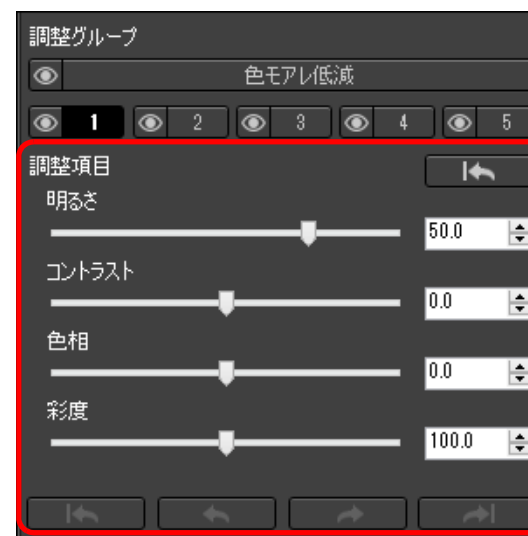 調整グループ
色モアレ低減
1 2 3 4 5
調整項目
明るさ
50.0
コントラスト
0.0
色相
0.0
彩度
100.0